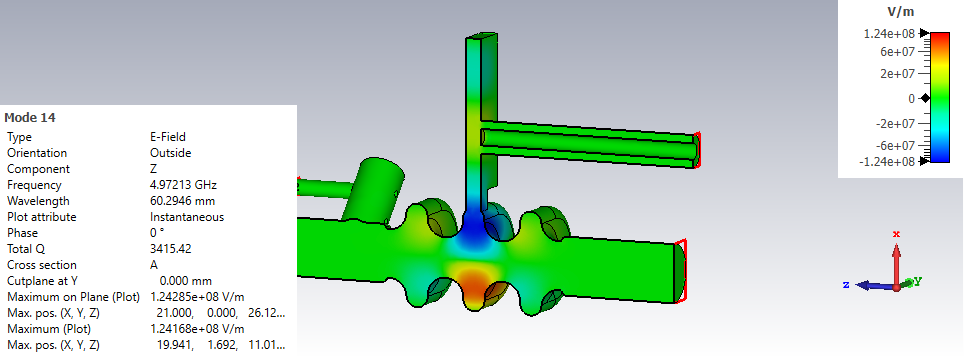 V/m
1.24e+08
6e+07
2e+07
0
-2e+07
-6e+07
-1.24e+08
Mode 14
Type E-Field
Orientation Outside
Component Z
Frequency 4.97213 GHz
Wavelength 60.2946 mm
Plot attribute Instantaneous
Phase 0 °
Total Q 3415.42
Cross section A
Cutplane at Y 0.000 mm
Maximum on Plane (Plot) 1.24285e+08 V/m
Max. pos. (X, Y, Z) 21.000, 0.000, 26.12...
Maximum (Plot) 1.24168e+08 V/m
Max. pos. (X, Y, Z) 19.941, 1.692, 11.01...
x
z
Y